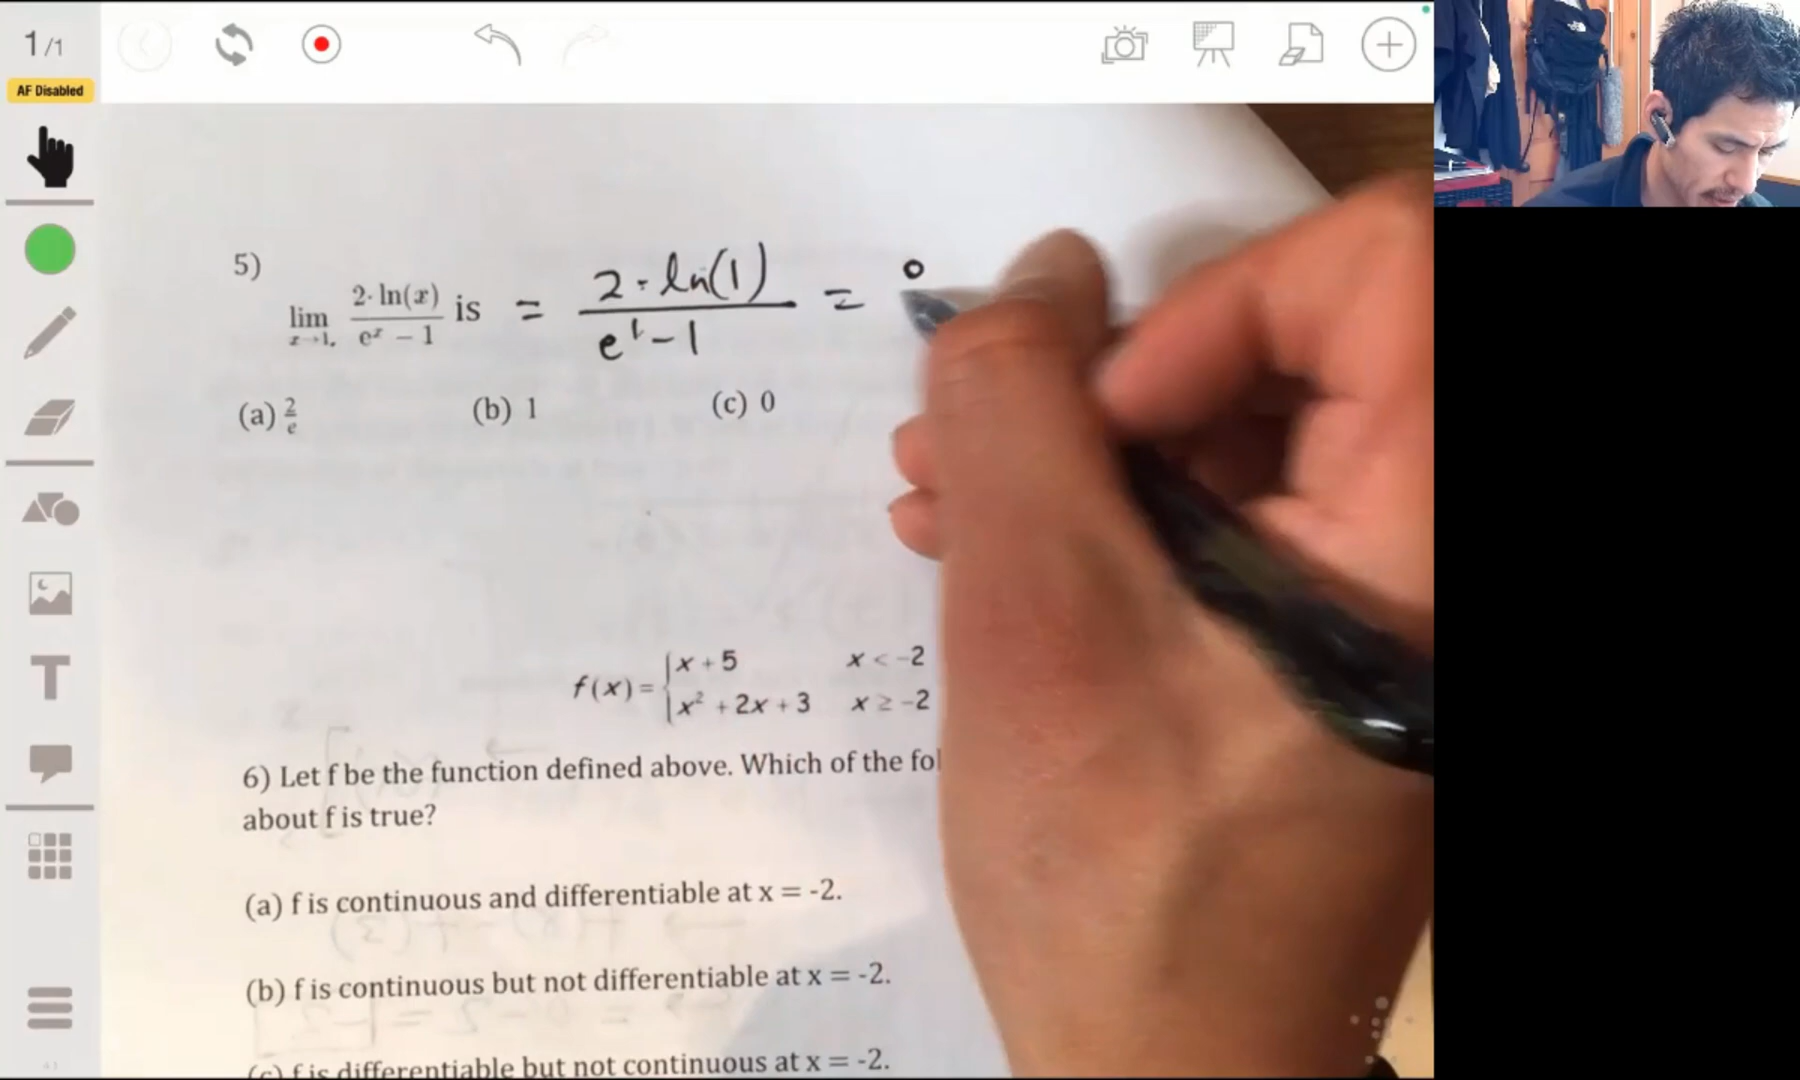 1/1
AF Disabled
5)
lim x→1, 2·ln(x) / e^x − 1 is = 2·ln(1) / e^1 − 1 = 0
(a) 2/e (b) 1 (c) 0
f(x) = { x + 5 x < -2
x² + 2x + 3 x ≥ -2
6) Let f be the function defined above. Which of the
about f is true?
(a) f is continuous and differentiable at x = -2.
(b) f is continuous but not differentiable at x = -2.
(c) f is differentiable but not continuous at x = -2.
T